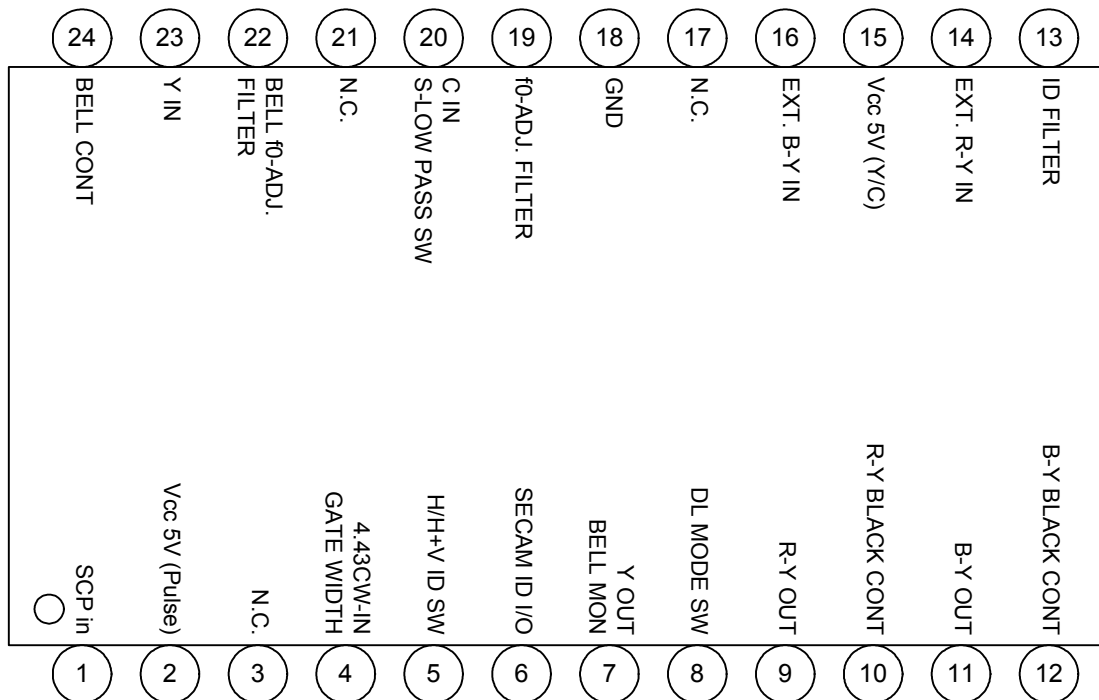 24
23
22
21
20
19
18
17
16
15
14
13
BELL CONT
Y IN
BELL f0-ADJ.
FILTER
N.C.
C IN
S-LOW PASS SW
f0-ADJ. FILTER
GND
N.C.
EXT. B-Y IN
Vcc 5V (Y/C)
EXT. R-Y IN
ID FILTER
SCP in
Vcc 5V (Pulse)
N.C.
4.43CW-IN
GATE WIDTH
H/H+V ID SW
SECAM ID I/O
Y OUT
BELL MON
DL MODE SW
R-Y OUT
R-Y BLACK CONT
B-Y OUT
B-Y BLACK CONT
1
2
3
4
5
6
7
8
9
10
11
12